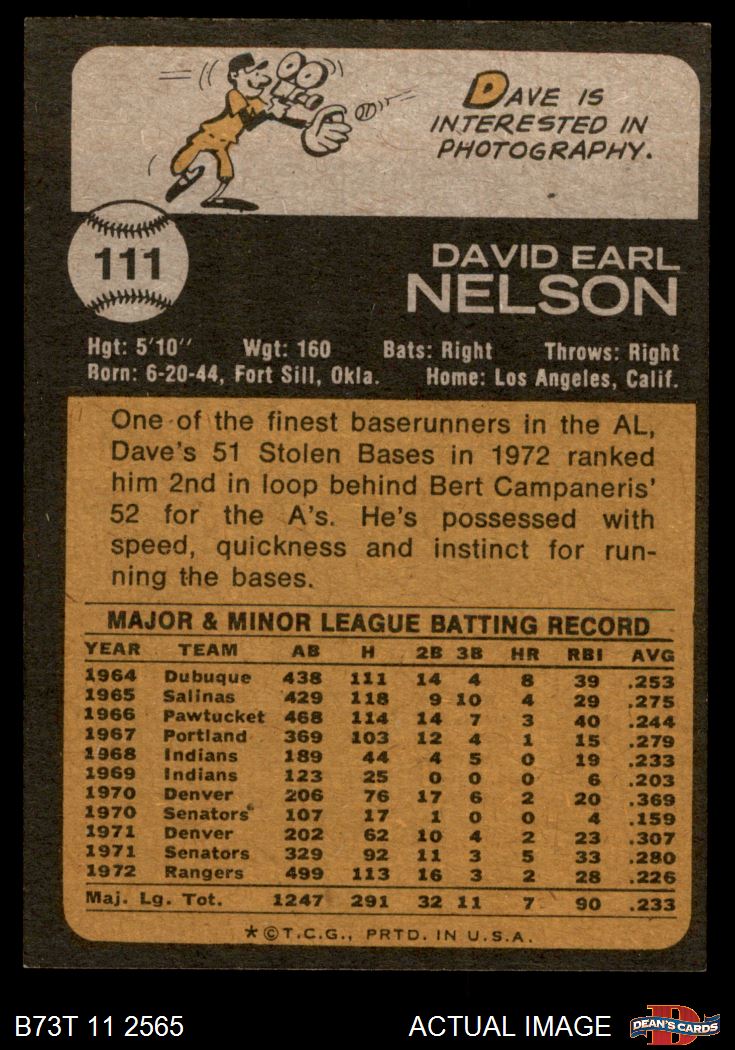 DAVE IS
INTERESTED IN
PHOTOGRAPHY.
111
DAVID EARL
NELSON
Hgt: 5'10'' Wgt: 160 Bats: Right Throws: Right
Born: 6-20-44, Fort Sill, Okla. Home: Los Angeles, Calif.
One of the finest baserunners in the AL,
Dave's 51 Stolen Bases in 1972 ranked
him 2nd in loop behind Bert Campaneris'
52 for the A's. He's possessed with
speed, quickness and instinct for run-
ning the bases.
MAJOR & MINOR LEAGUE BATTING RECORD
YEAR TEAM AB H 2B 3B HR RBI AVG
1964 Dubuque 438 111 14 4 8 39 .253
1965 Salinas 429 118 9 10 4 29 .275
1966 Pawtucket 468 114 14 7 3 40 .244
1967 Portland 369 103 12 4 1 15 .279
1968 Indians 189 44 4 5 0 19 .233
1969 Indians 123 25 0 0 0 6 .203
1970 Denver 206 76 17 6 2 20 .369
1970 Senators 107 17 1 0 0 4 .159
1971 Denver 202 62 10 4 2 23 .307
1971 Senators 329 92 11 3 5 33 .280
1972 Rangers 499 113 16 3 2 28 .226
Maj. Lg. Tot. 1247 291 32 11 7 90 .233
*©T.C.G., PRTD. IN U.S.A.
B73T 11 2565 ACTUAL IMAGE DEAN'S CARDS